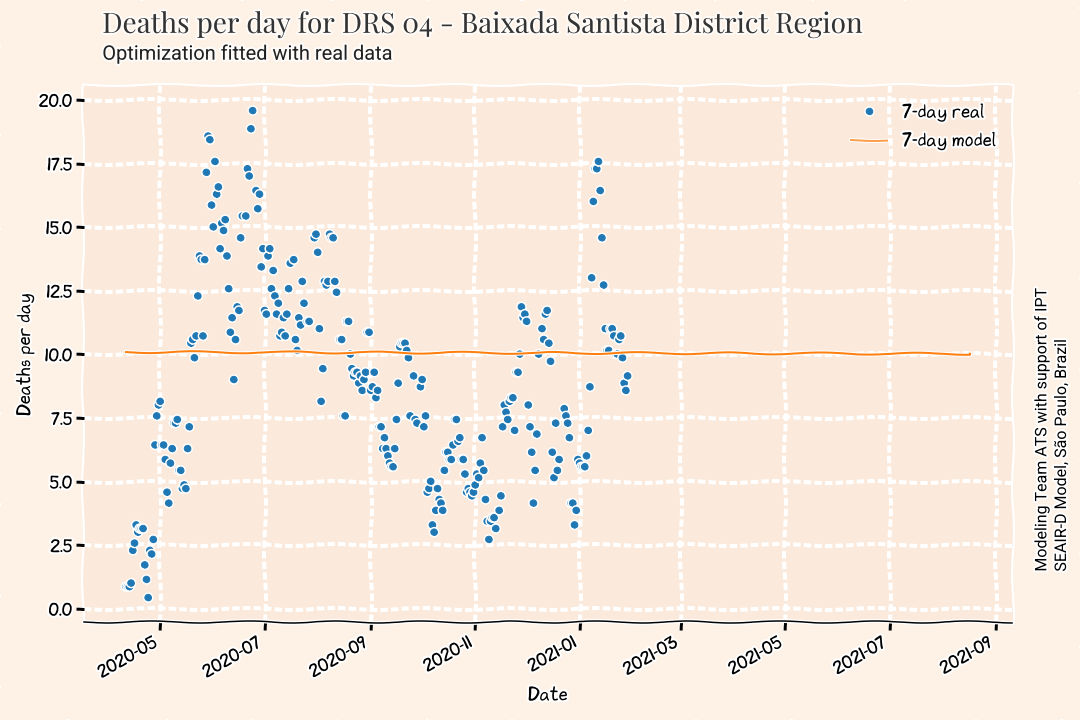 Deaths per day for DRS 04 - Baixada Santista District Region
Optimization fitted with real data
20.0
17.5
15.0
12.5
10.0
7.5
5.0
2.5
0.0
Deaths per day
7-day real
7-day model
2020-05
2020-07
2020-09
2020-11
2021-01
2021-03
2021-05
2021-07
2021-09
Date
Modeling Team ATS with support of IPT
SEAIR-D Model, São Paulo, Brazil